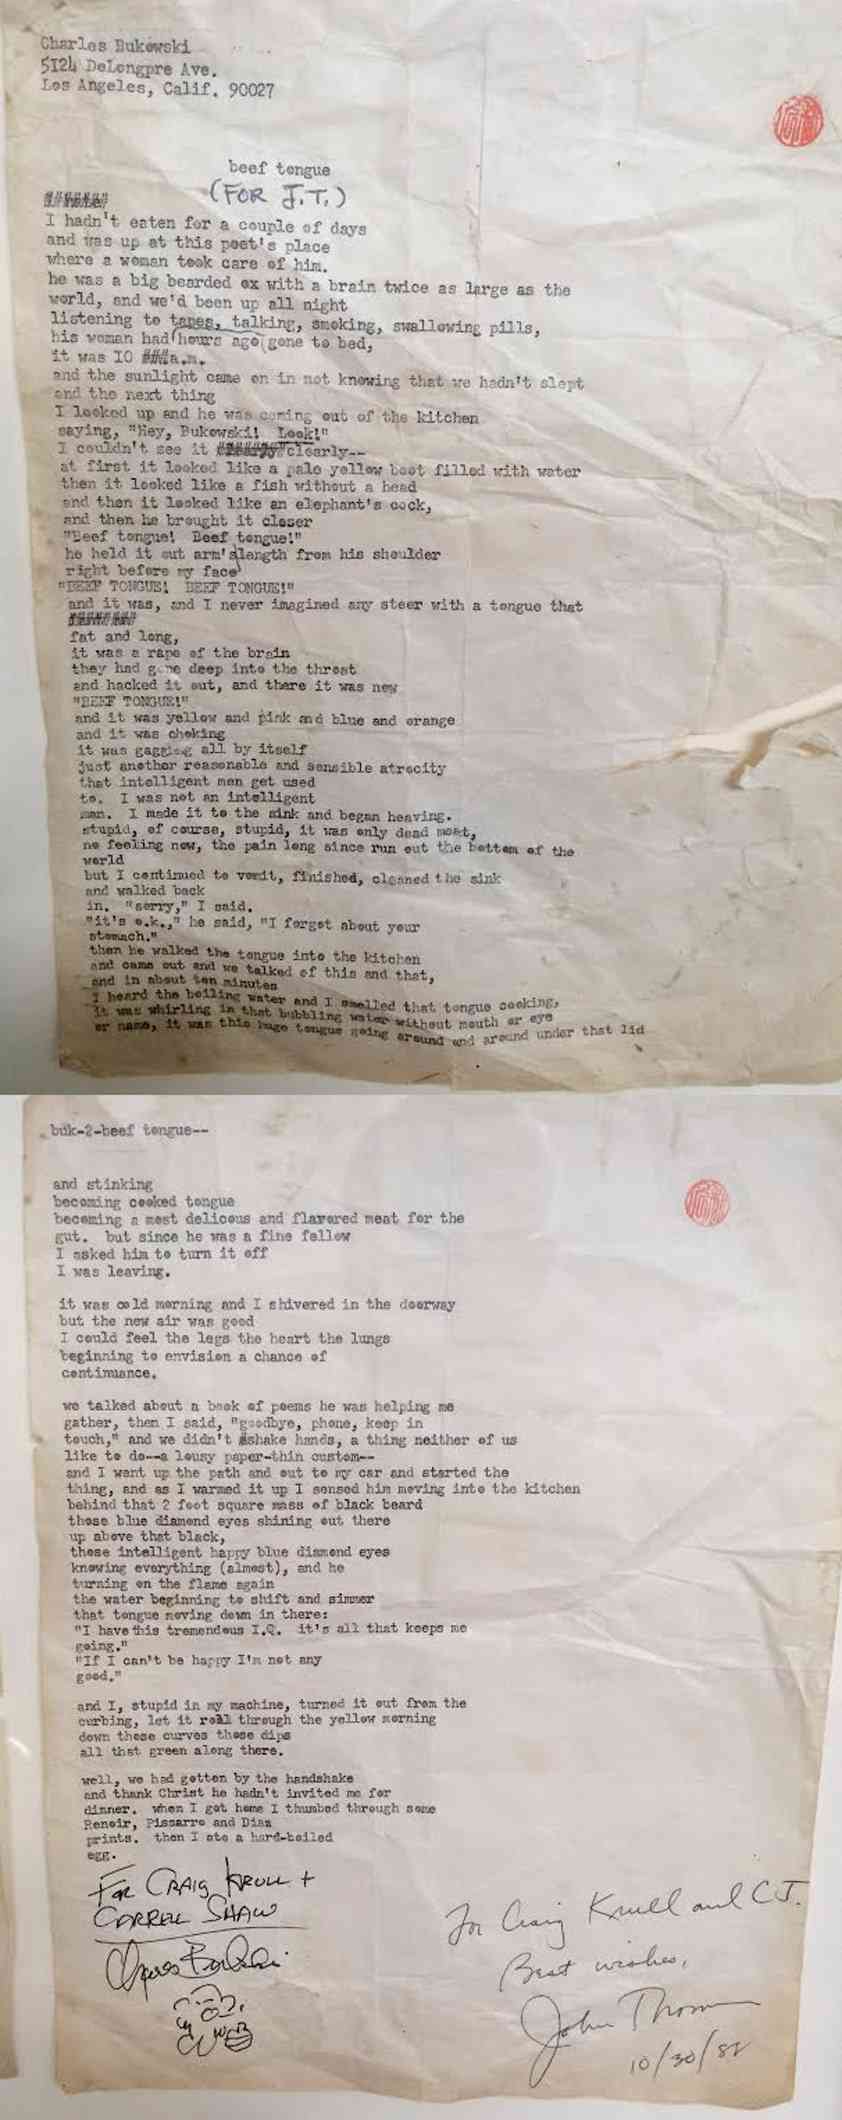 Charles Bukowski
5124 DeLongpre Ave.
Los Angeles, Calif. 90027
beef tongue
(FOR J.T.)
I hadn't eaten for a couple of days
and was up at this poet's place
where a woman took care of him.
he was a big bearded ox with a brain twice as large as the
world, and we'd been up all night
listening to tapes, talking, smoking, swallowing pills,
his woman had hours ago gone to bed,
it was IO ###a.m.
and the sunlight came on in not knowing that we hadn't slept
and the next thing
I looked up and he was coming out of the kitchen
saying, "Hey, Bukowski! Look!"
I couldn't see it clearly--
at first it looked like a pale yellow boot filled with water
then it looked like a fish without a head
and then it looked like an elephant's cock,
and then he brought it closer
"Beef tongue! Beef tongue!"
he held it out arm's length from his shoulder
right before my face
"BEEF TONGUE! BEEF TONGUE!"
and it was, and I never imagined any steer with a tongue that
fat and long,
it was a rape of the brain
they had gone deep into the throat
and hacked it out, and there it was now
"BEEF TONGUE!"
and it was yellow and pink and blue and orange
and it was choking
it was gagging all by itself
just another reasonable and sensible atrocity
that intelligent men get used
to. I was not an intelligent
man. I made it to the sink and began heaving.
stupid, of course, stupid, it was only dead meat,
no feeling now, the pain long since run out the bottom of the
world
but I continued to vomit, finished, cleaned the sink
and walked back
in. "sorry," I said.
"it's o.k.," he said, "I forgot about your
stomach."
then he walked the tongue into the kitchen
and came out and we talked of this and that,
and in about ten minutes
I heard the boiling water and I smelled that tongue cooking,
it was whirling in that bubbling water without mouth or eye
or name, it was this huge tongue going around and around under that lid
buk-2-beef tongue--
and stinking
becoming cooked tongue
becoming a most delicous and flavored meat for the
gut. but since he was a fine fellow
I asked him to turn it off
I was leaving.
it was cold morning and I shivered in the doorway
but the new air was good
I could feel the legs the heart the lungs
beginning to envision a chance of
continuance.
we talked about a book of poems he was helping me
gather, then I said, "goodbye, phone, keep in
touch," and we didn't shake hands, a thing neither of us
like to do--a lousy paper-thin custom--
and I went up the path and out to my car and started the
thing, and as I warmed it up I sensed him moving into the kitchen
behind that 2 foot square mass of black beard
those blue diamond eyes shining out there
up above that black,
those intelligent happy blue diamond eyes
knowing everything (almost), and he
turning on the flame again
the water beginning to shift and simmer
that tongue moving down in there:
"I have this tremendous I.Q. it's all that keeps me
going."
"If I can't be happy I'm not any
good."
and I, stupid in my machine, turned it out from the
curbing, let it roll through the yellow morning
down those curves those dips
all that green along there.
well, we had gotten by the handshake
and thank Christ he hadn't invited me for
dinner. when I got home I thumbed through some
Renoir, Pissarro and Diaz
prints. then I ate a hard-boiled
egg.
FOR CRAIG KRULL +
CARREL SHAW
Charles Bukowski
For Craig Krull and C.J.
Best wishes,
John Thomas
10/30/82